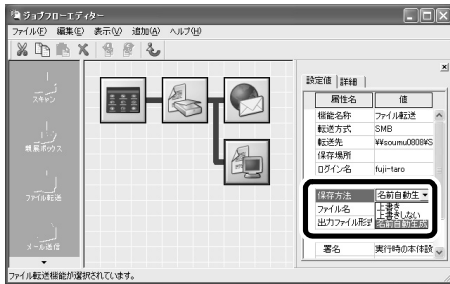 ジョブフローエディター
ファイル(F) 編集(E) 表示(V) 追加(A) ヘルプ(H)
スキャン
親展ボックス
ファイル転送
メール送信
設定値 詳細
属性名 値
機能名称 ファイル転送
転送方式 SMB
転送先 ¥¥soumu0808¥S
保存場所
ログイン名 fuji-taro
保存方法 名前自動生
上書き
ファイル名 上書きしない
出力ファイル形式 名前自動生成
署名 実行時の本体設
ファイル転送機能が選択されています。